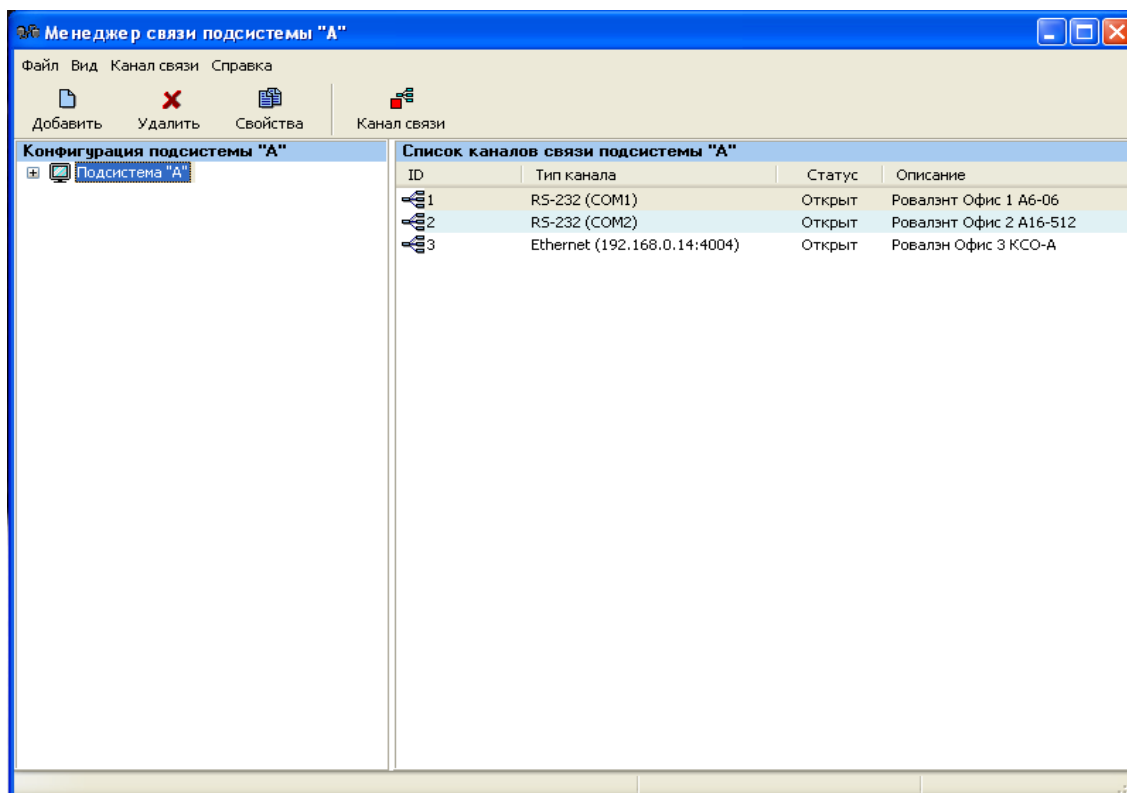 Менеджер связи подсистемы "А"
Файл Вид Канал связи Справка
Добавить Удалить Свойства Канал связи
Конфигурация подсистемы "А"
Подсистема "А"
Список каналов связи подсистемы "А"
ID Тип канала Статус Описание
1 RS-232 (COM1) Открыт Ровалэнт Офис 1 А6-06
2 RS-232 (COM2) Открыт Ровалэнт Офис 2 А16-512
3 Ethernet (192.168.0.14:4004) Открыт Ровалэн Офис 3 КСО-А